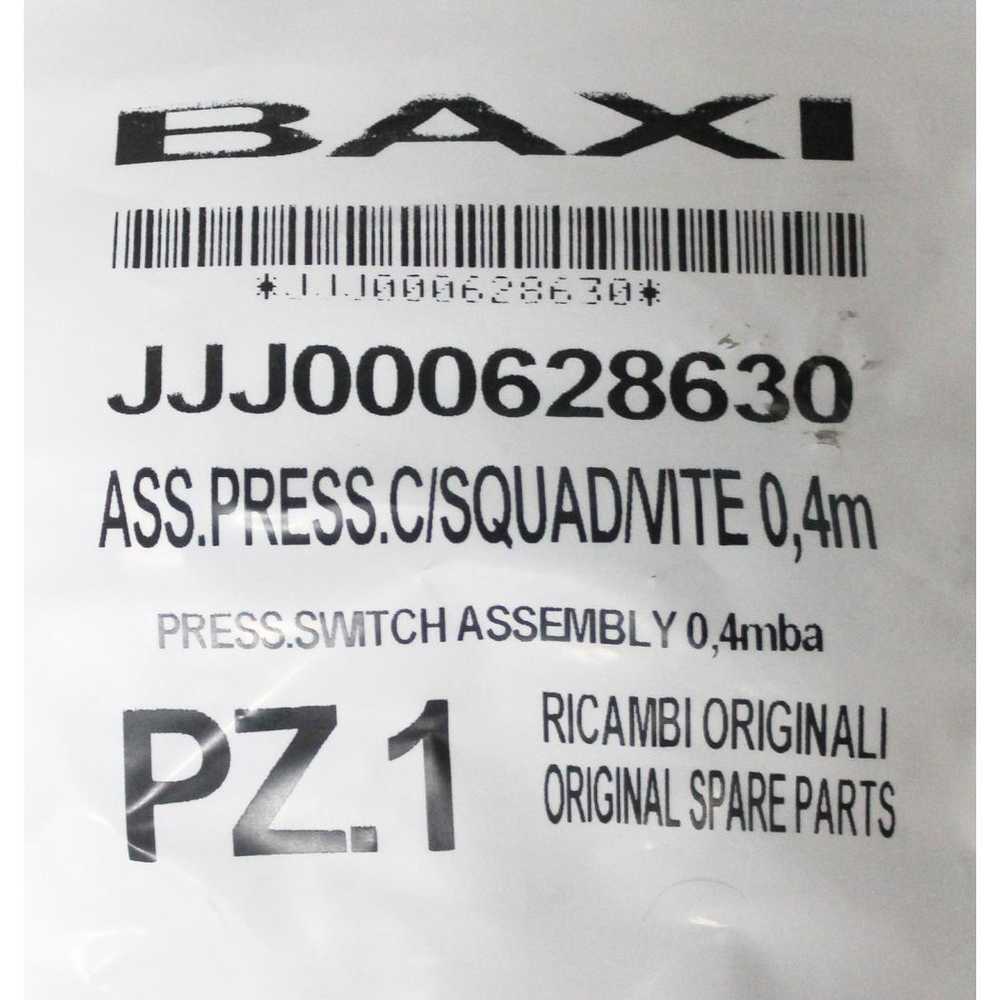 BAXI
*JJJ000628630*
JJJ000628630
ASS.PRESS.C/SQUAD/VITE 0,4m
PRESS.SWITCH ASSEMBLY 0,4mba
PZ.1
RICAMBI ORIGINALI
ORIGINAL SPARE PARTS